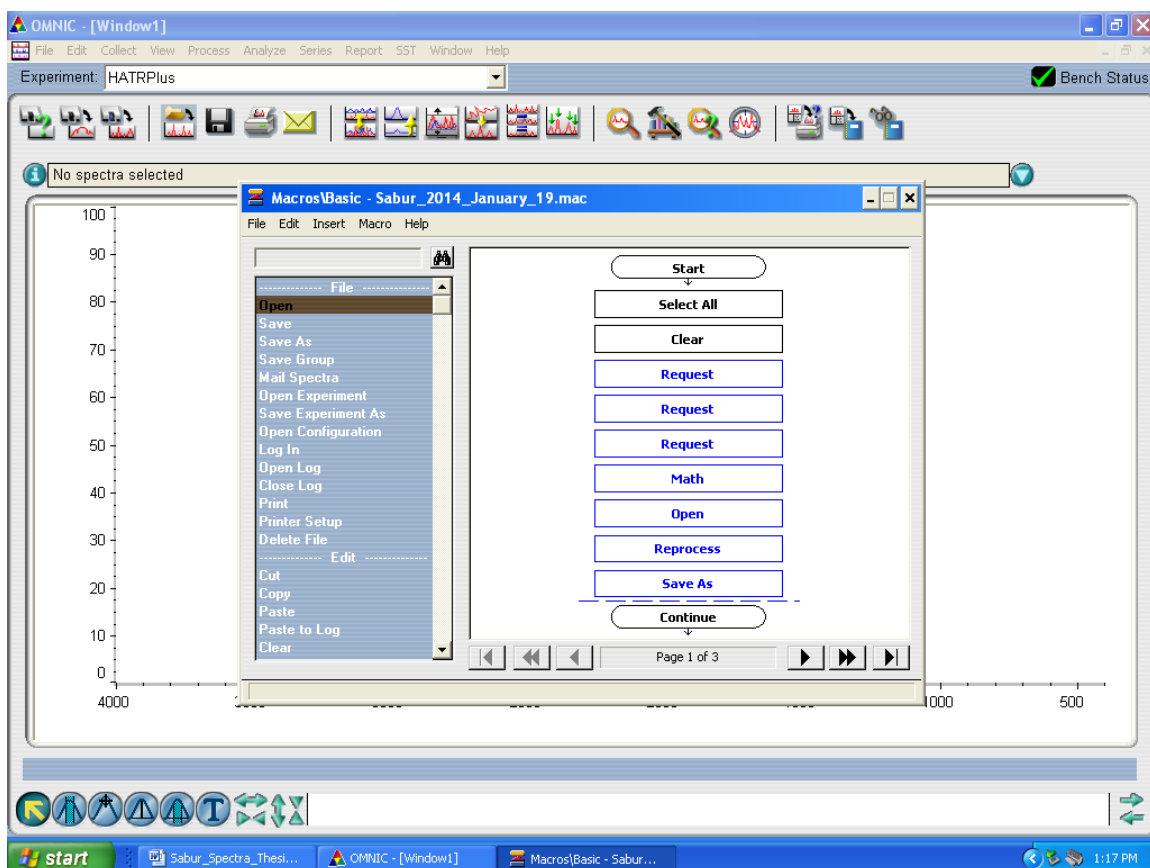 OMNIC - [Window1]
File Edit Collect View Process Analyze Series Report SST Window Help
Experiment: HATRPlus
Bench Status
No spectra selected
Macros\Basic - Sabur_2014_January_19.mac
File Edit Insert Macro Help
File
Open
Save
Save As
Save Group
Mail Spectra
Open Experiment
Save Experiment As
Open Configuration
Log In
Open Log
Close Log
Print
Printer Setup
Delete File
Edit
Cut
Copy
Paste
Paste to Log
Clear
Start
Select All
Clear
Request
Request
Request
Math
Open
Reprocess
Save As
Continue
Page 1 of 3
100
90
80
70
60
50
40
30
20
10
0
4000
1000
500
T
start
Sabur_Spectra_Thesi...
OMNIC - [Window1]
Macros\Basic - Sabur...
1:17 PM